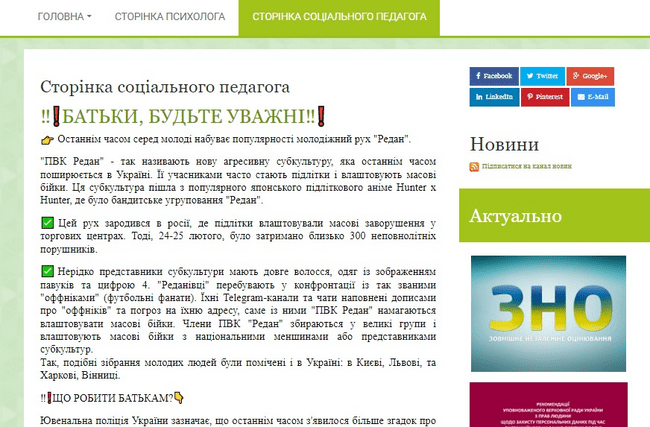 ГОЛОВНА
СТОРІНКА ПСИХОЛОГА
СТОРІНКА СОЦІАЛЬНОГО ПЕДАГОГА
Сторінка соціального педагога
‼️❗БАТЬКИ, БУДЬТЕ УВАЖНІ‼️❗
👉 Останнім часом серед молоді набуває популярності молодіжний рух "Редан".
"ПВК Редан" - так називають нову агресивну субкультуру, яка останнім часом
поширюється в Україні. Її учасниками часто стають підлітки і влаштовують масові
бійки. Ця субкультура пішла з популярного японського підліткового аніме Hunter x
Hunter, де було бандитське угруповання "Редан".
✅ Цей рух зародився в росії, де підлітки влаштовували масові заворушення у
торгових центрах. Тоді, 24-25 лютого, було затримано близько 300 неповнолітніх
порушників.
✅ Нерідко представники субкультури мають довге волосся, одяг із зображенням
павуків та цифрою 4. "Реданівці" перебувають у конфронтації із так званими
"оффніками" (футбольні фанати). Їхні Telegram-канали та чати наповнені дописами
про "оффніків" та погроз на їхню адресу, саме із ними "ПВК Редан" намагаються
влаштовувати масові бійки. Члени ПВК "Редан" збираються у великі групи і
влаштовують масові бійки з національними меншинами або представниками
субкультур.
Так, подібні зібрання молодих людей були помічені і в Україні: в Києві, Львові, та
Харкові, Вінниці.
‼️❗ЩО РОБИТИ БАТЬКАМ?👇
Ювенальна поліція України зазначає, що останнім часом з'явилося більше згадок про
Facebook
Twitter
Google+
LinkedIn
Pinterest
E-Mail
Новини
Підписатися на канал новин
Актуально
ЗНО
ЗОВНІШНЄ НЕЗАЛЕЖНЕ ОЦІНЮВАННЯ
РЕКОМЕНДАЦІЇ
УПОВНОВАЖЕНОГО ВЕРХОВНОЇ РАДИ УКРАЇНИ
З ПРАВ ЛЮДИНИ
ЩОДО ЗАХИСТУ ПЕРСОНАЛЬНИХ ДАНИХ ПІД ЧАС